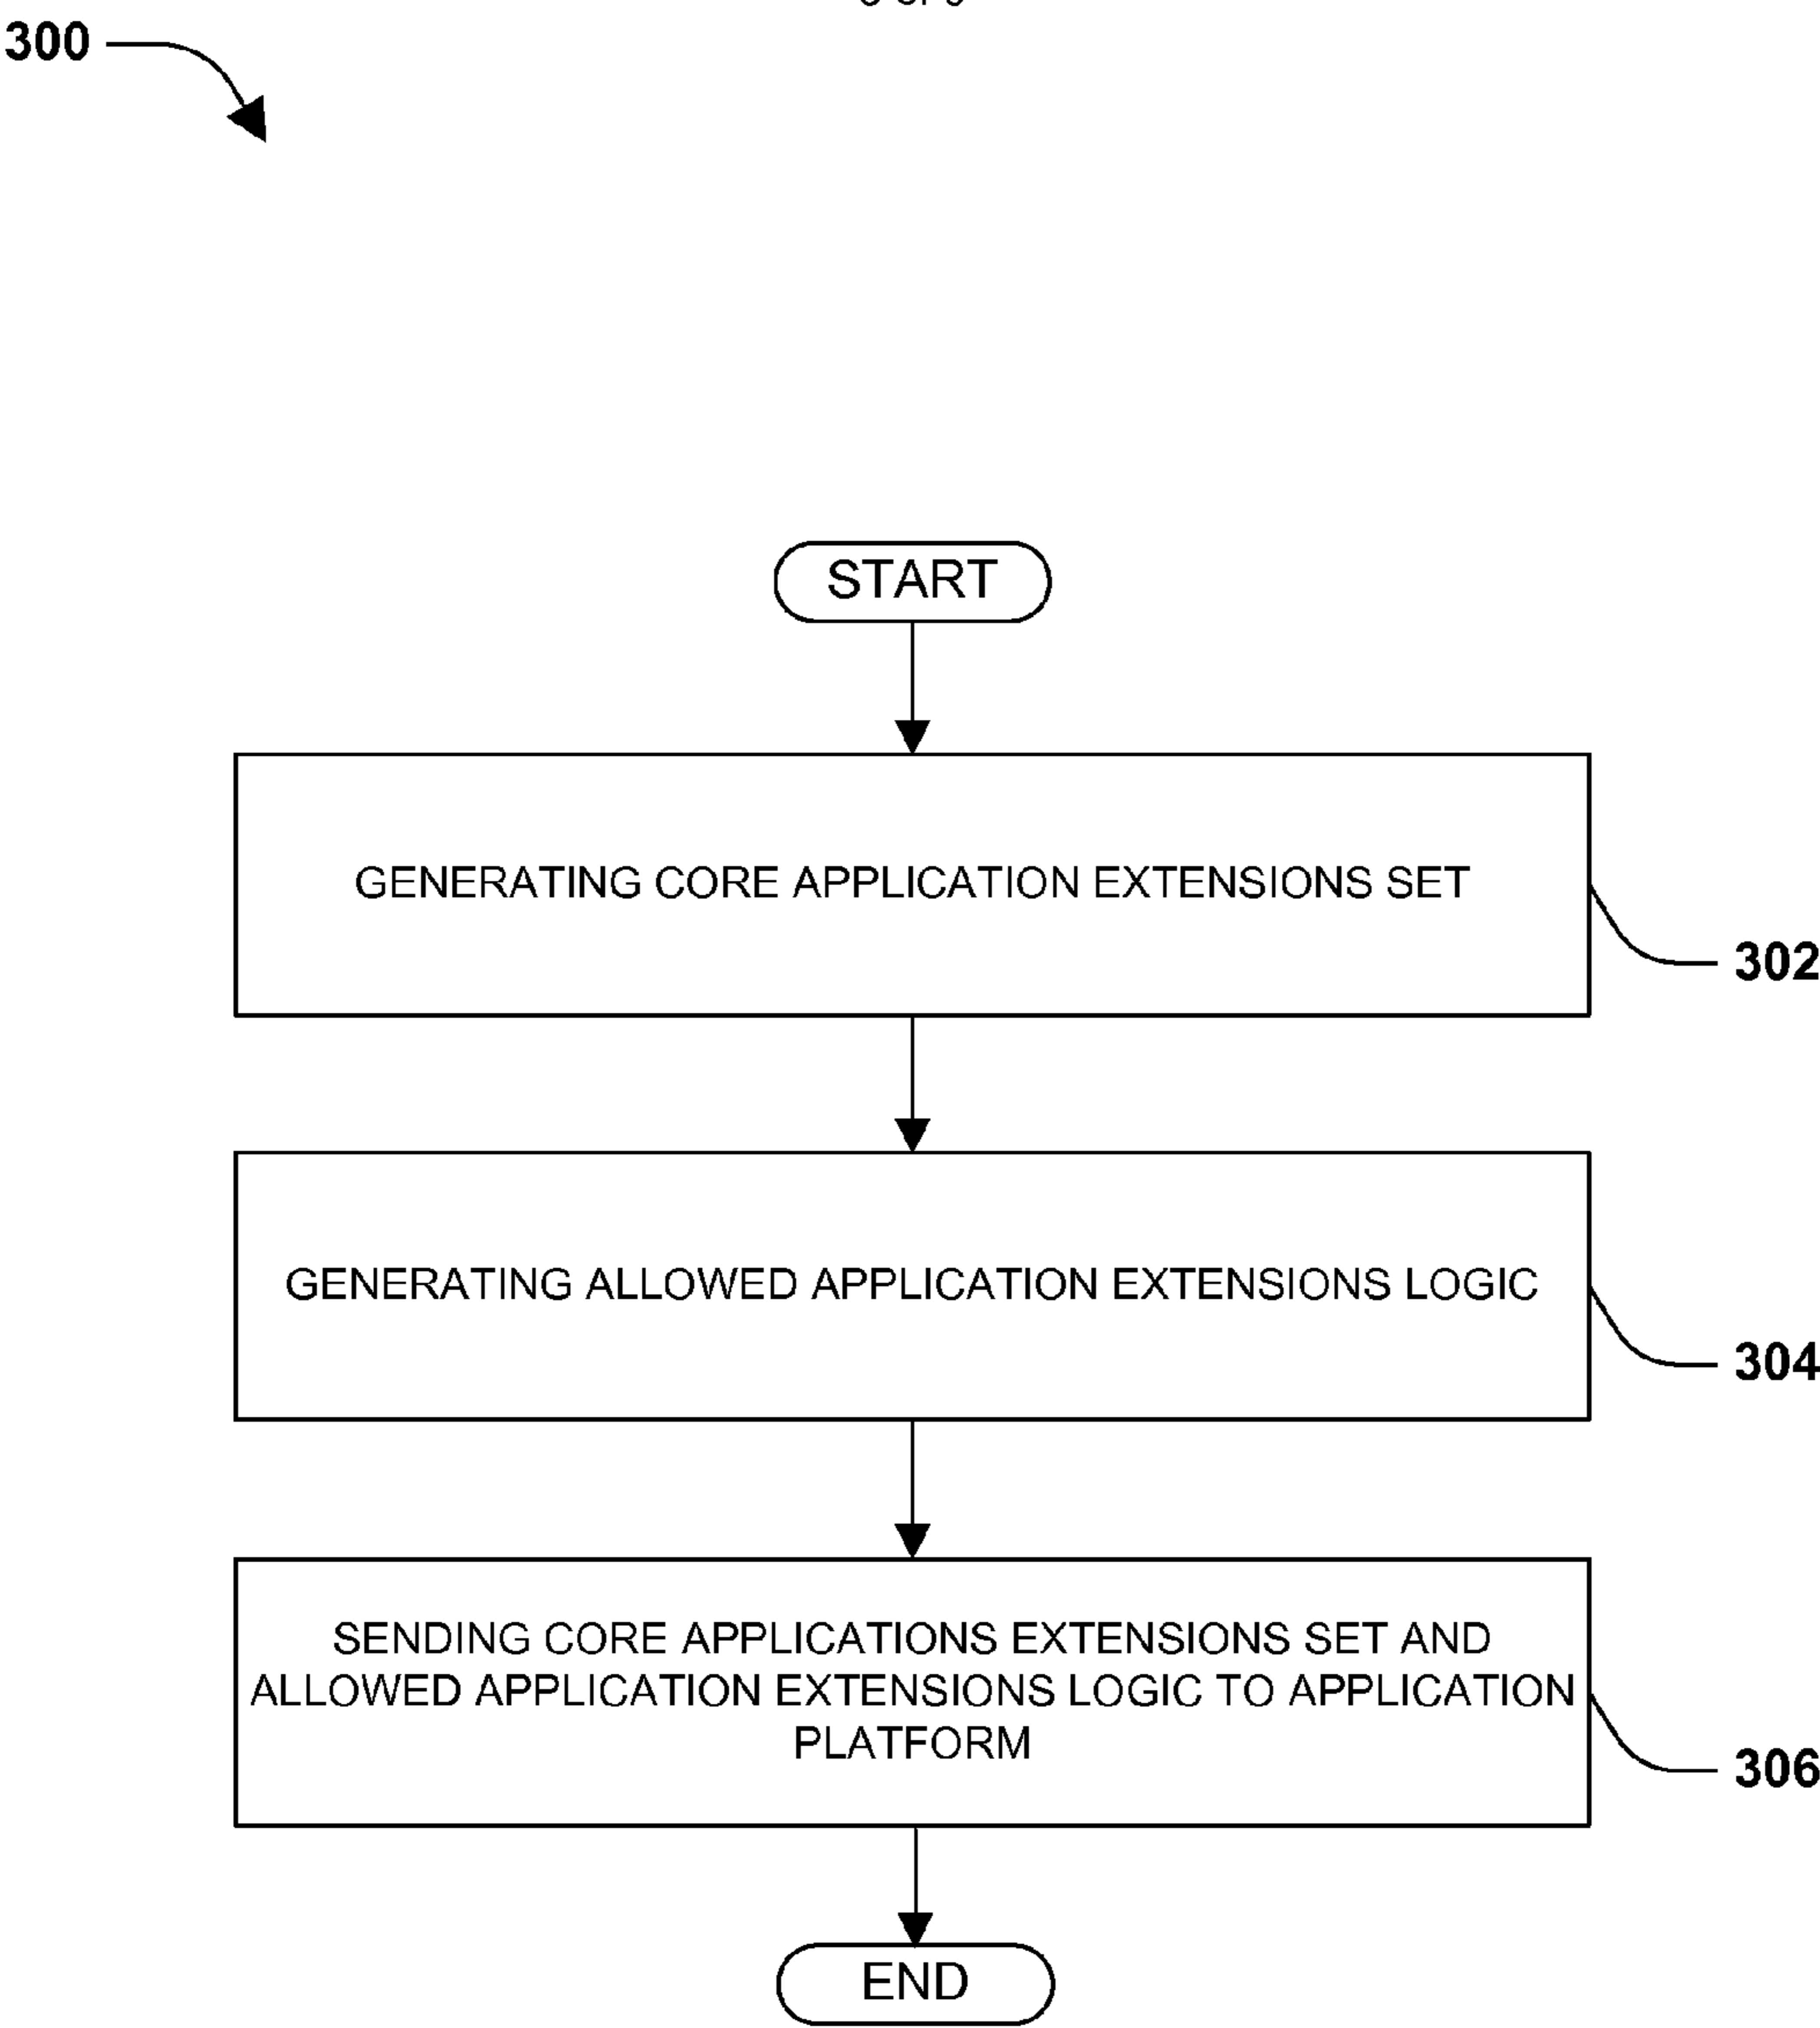 300
START
GENERATING CORE APPLICATION EXTENSIONS SET
302
GENERATING ALLOWED APPLICATION EXTENSIONS LOGIC
304
SENDING CORE APPLICATIONS EXTENSIONS SET AND
ALLOWED APPLICATION EXTENSIONS LOGIC TO APPLICATION
PLATFORM
306
END